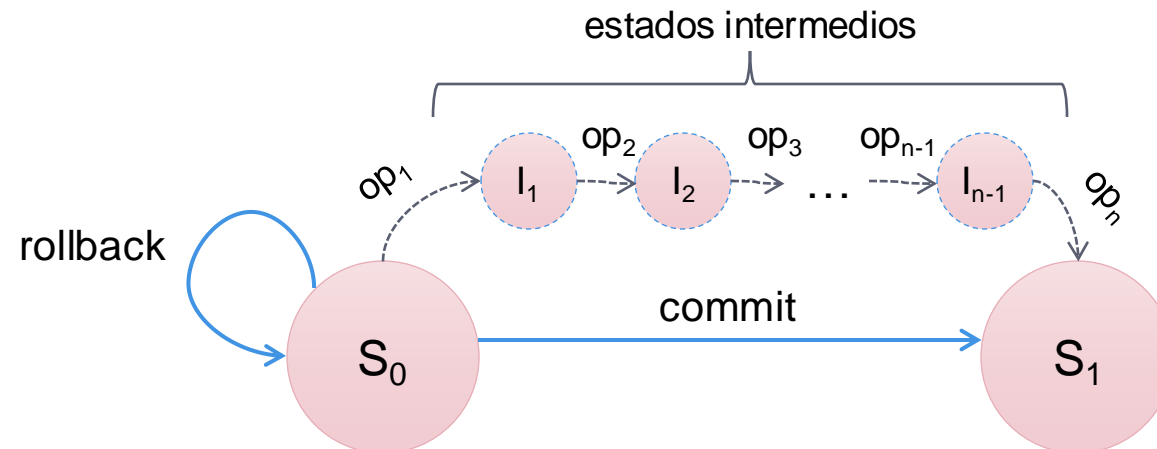 estados intermedios
op₁
op₂
op₃
opₙ₋₁
opₙ
I₁
I₂
...
Iₙ₋₁
rollback
commit
S₀
S₁